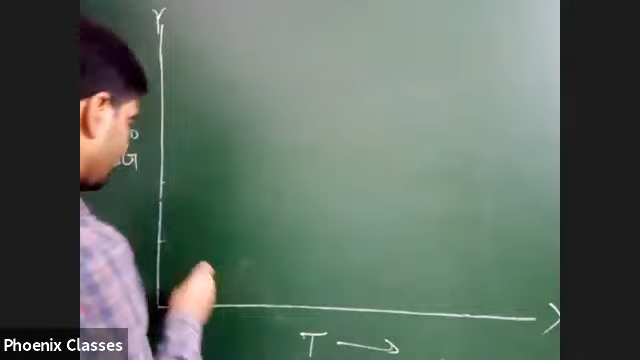 Y
T →
X
Phoenix Classes